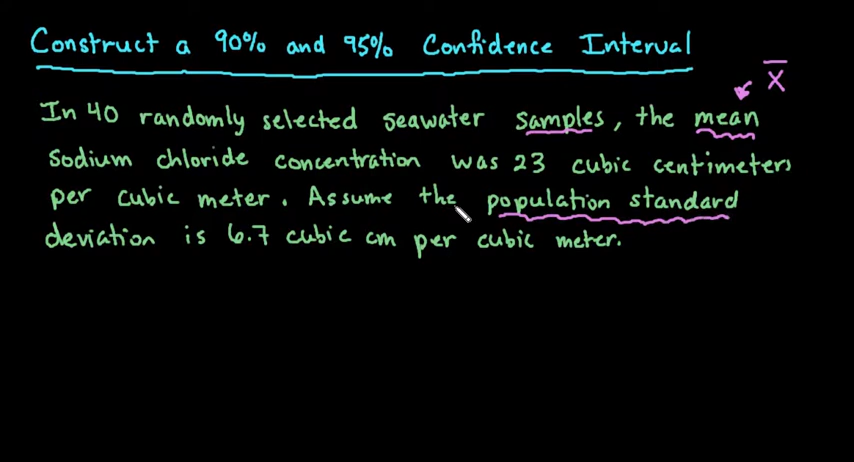 Construct a 90% and 95% Confidence Interval
X̄
In 40 randomly selected seawater samples, the mean
sodium chloride concentration was 23 cubic centimeters
per cubic meter. Assume the population standard
deviation is 6.7 cubic cm per cubic meter.